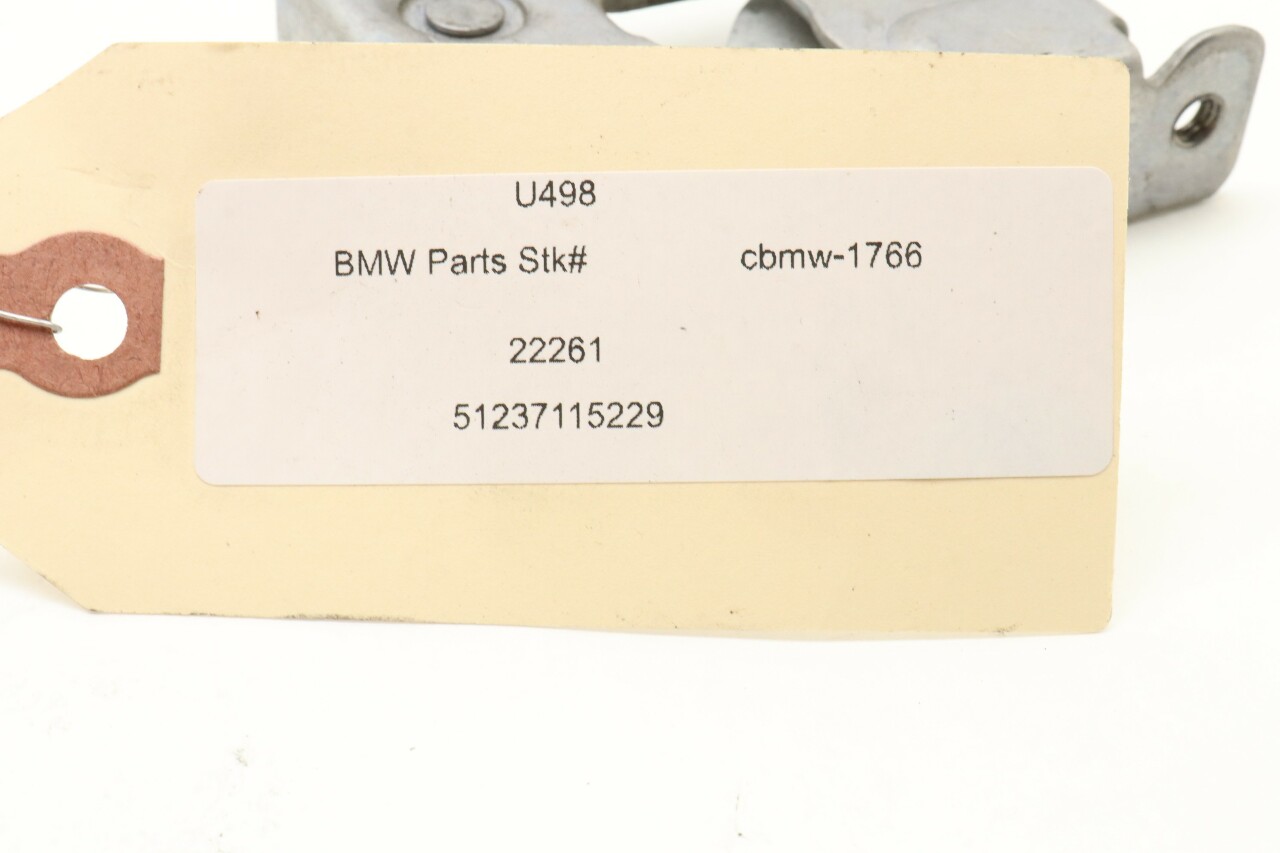 U498
BMW Parts Stk# cbmw-1766
22261
51237115229